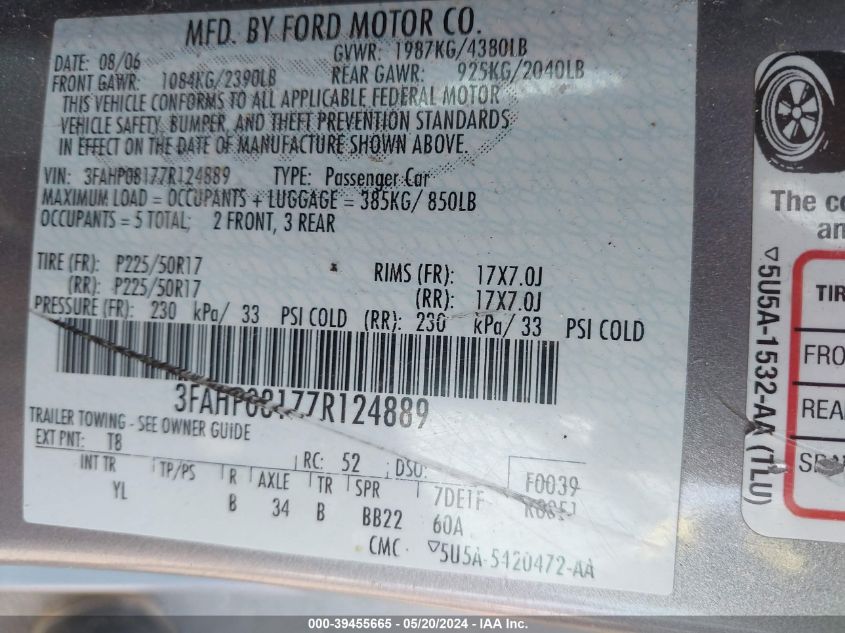 MFD. BY FORD MOTOR CO.
DATE: 08/06 GVWR: 1987KG/4380LB
FRONT GAWR: 1084KG/2390LB REAR GAWR: 925KG/2040LB
THIS VEHICLE CONFORMS TO ALL APPLICABLE FEDERAL MOTOR
VEHICLE SAFETY, BUMPER, AND THEFT PREVENTION STANDARDS
IN EFFECT ON THE DATE OF MANUFACTURE SHOWN ABOVE.
VIN: 3FAHP08177R124889 TYPE: Passenger Car
MAXIMUM LOAD = OCCUPANTS + LUGGAGE = 385KG/ 850LB
OCCUPANTS = 5 TOTAL; 2 FRONT, 3 REAR
TIRE (FR): P225/50R17 RIMS (FR): 17X7.0J
(RR): P225/50R17 (RR): 17X7.0J
PRESSURE (FR): 230 kPa/ 33 PSI COLD (RR): 230 kPa/ 33 PSI COLD
3FAHP08177R124889
TRAILER TOWING - SEE OWNER GUIDE
EXT PNT: T8 RC: 52 DSO: F0039
INT TR TP/PS R AXLE TR SPR 7DE1F
YL B 34 B BB22 60A
CMC ▽5U5A-5420472-AA
The co
an
▽5U5A-1532-AA (TLU)
TIR
FRO
REA
000-39455665 - 05/20/2024 - IAA Inc.